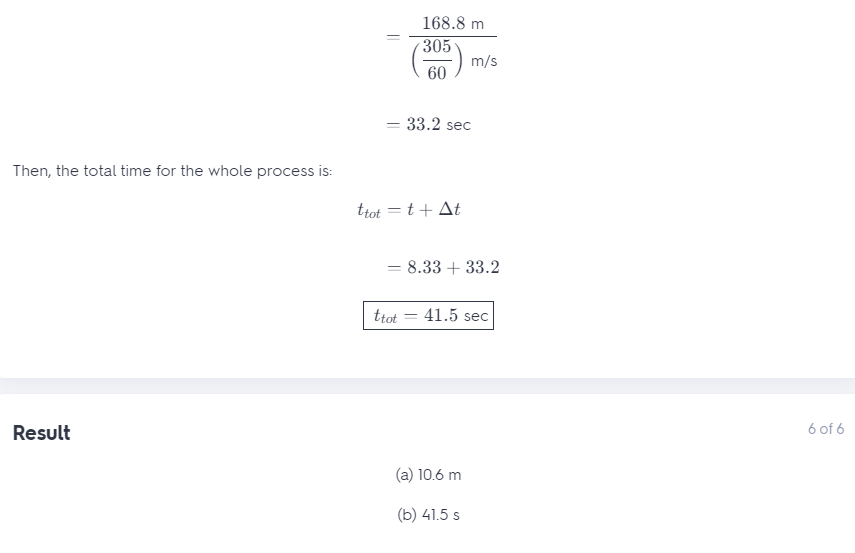 = 168.8 m / (305/60) m/s
= 33.2 sec
Then, the total time for the whole process is:
t_tot = t + Δt
= 8.33 + 33.2
t_tot = 41.5 sec
Result
6 of 6
(a) 10.6 m
(b) 41.5 s